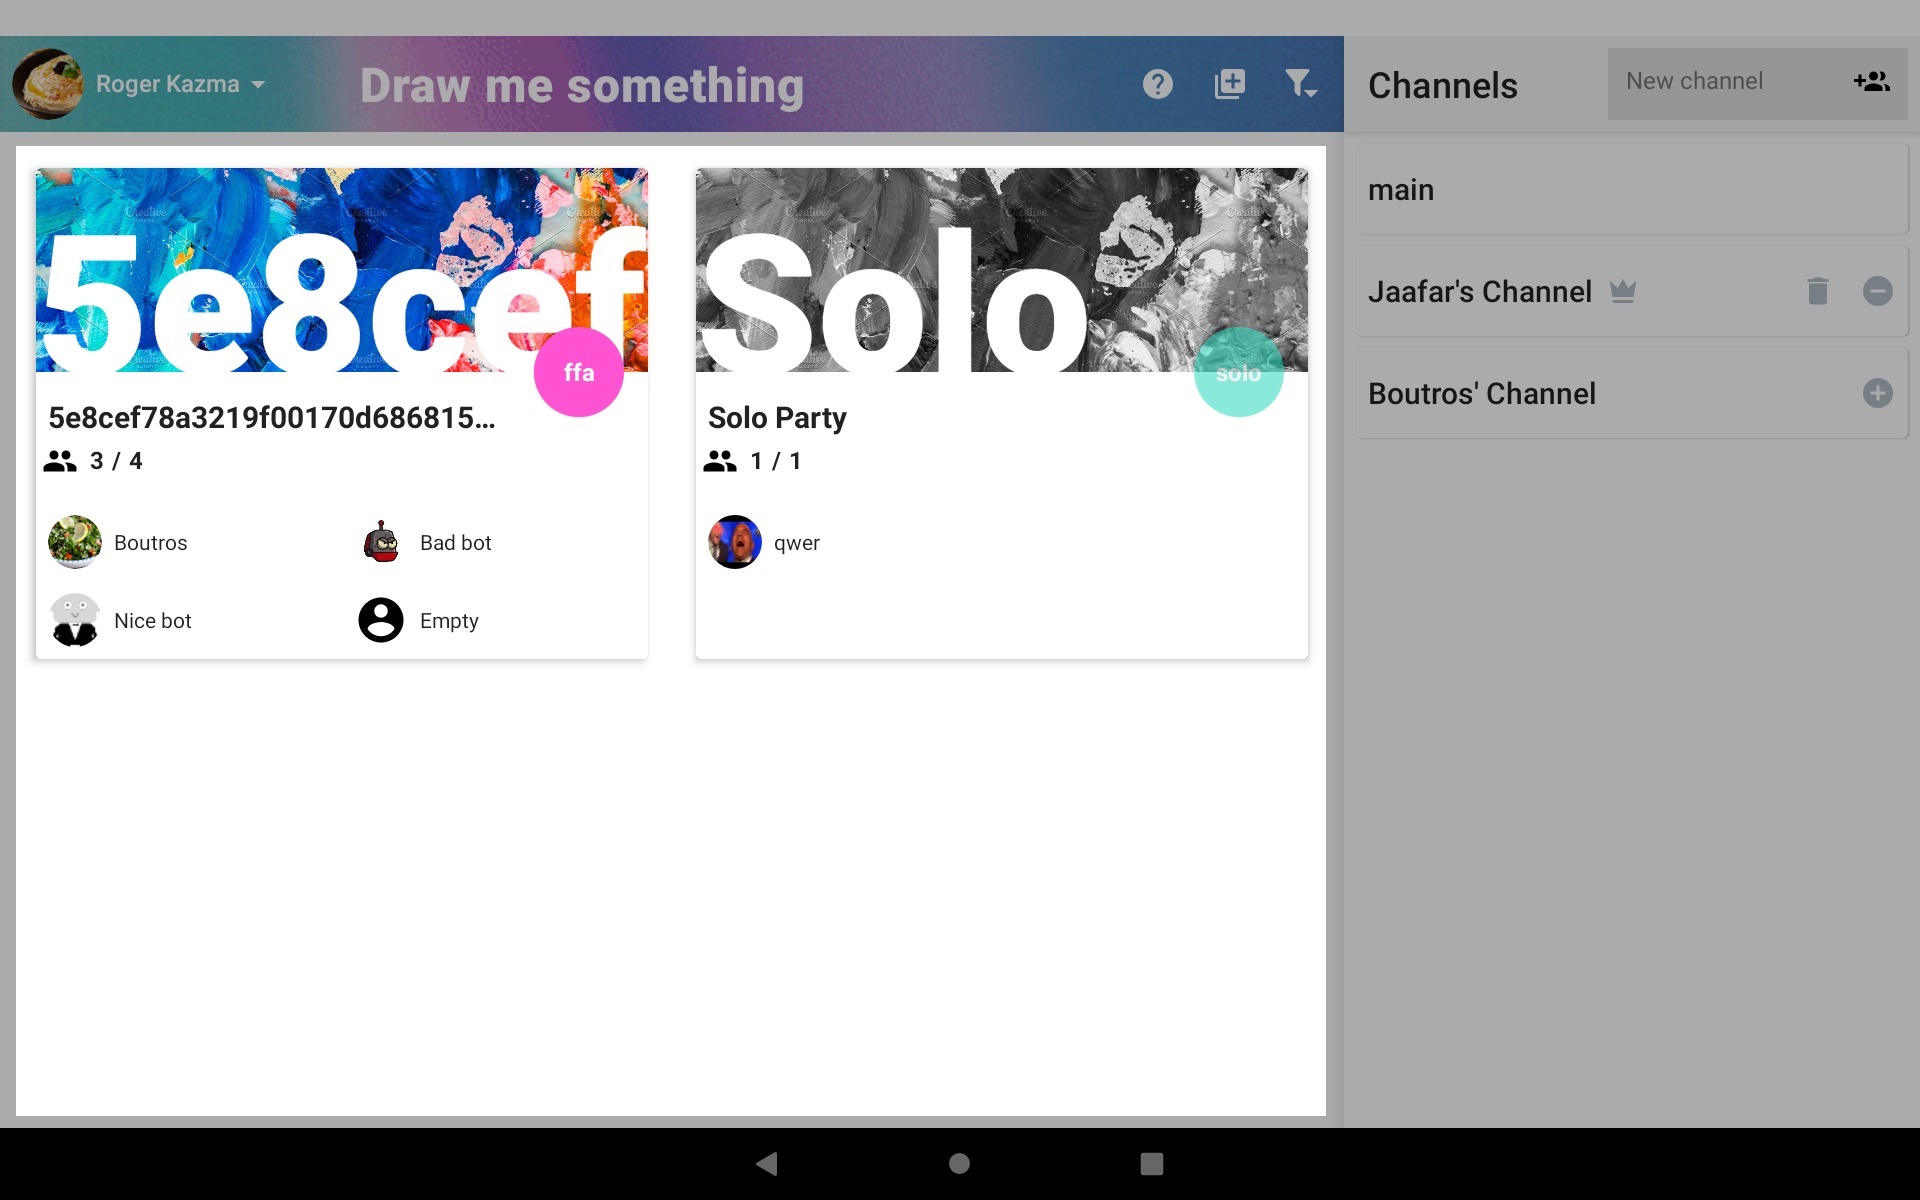 Roger Kazma
Draw me something
Channels
New channel
5e8cef
ffa
5e8cef78a3219f00170d686815...
3 / 4
Boutros
Bad bot
Nice bot
Empty
Solo
solo
Solo Party
1 / 1
qwer
main
Jaafar's Channel
Boutros' Channel